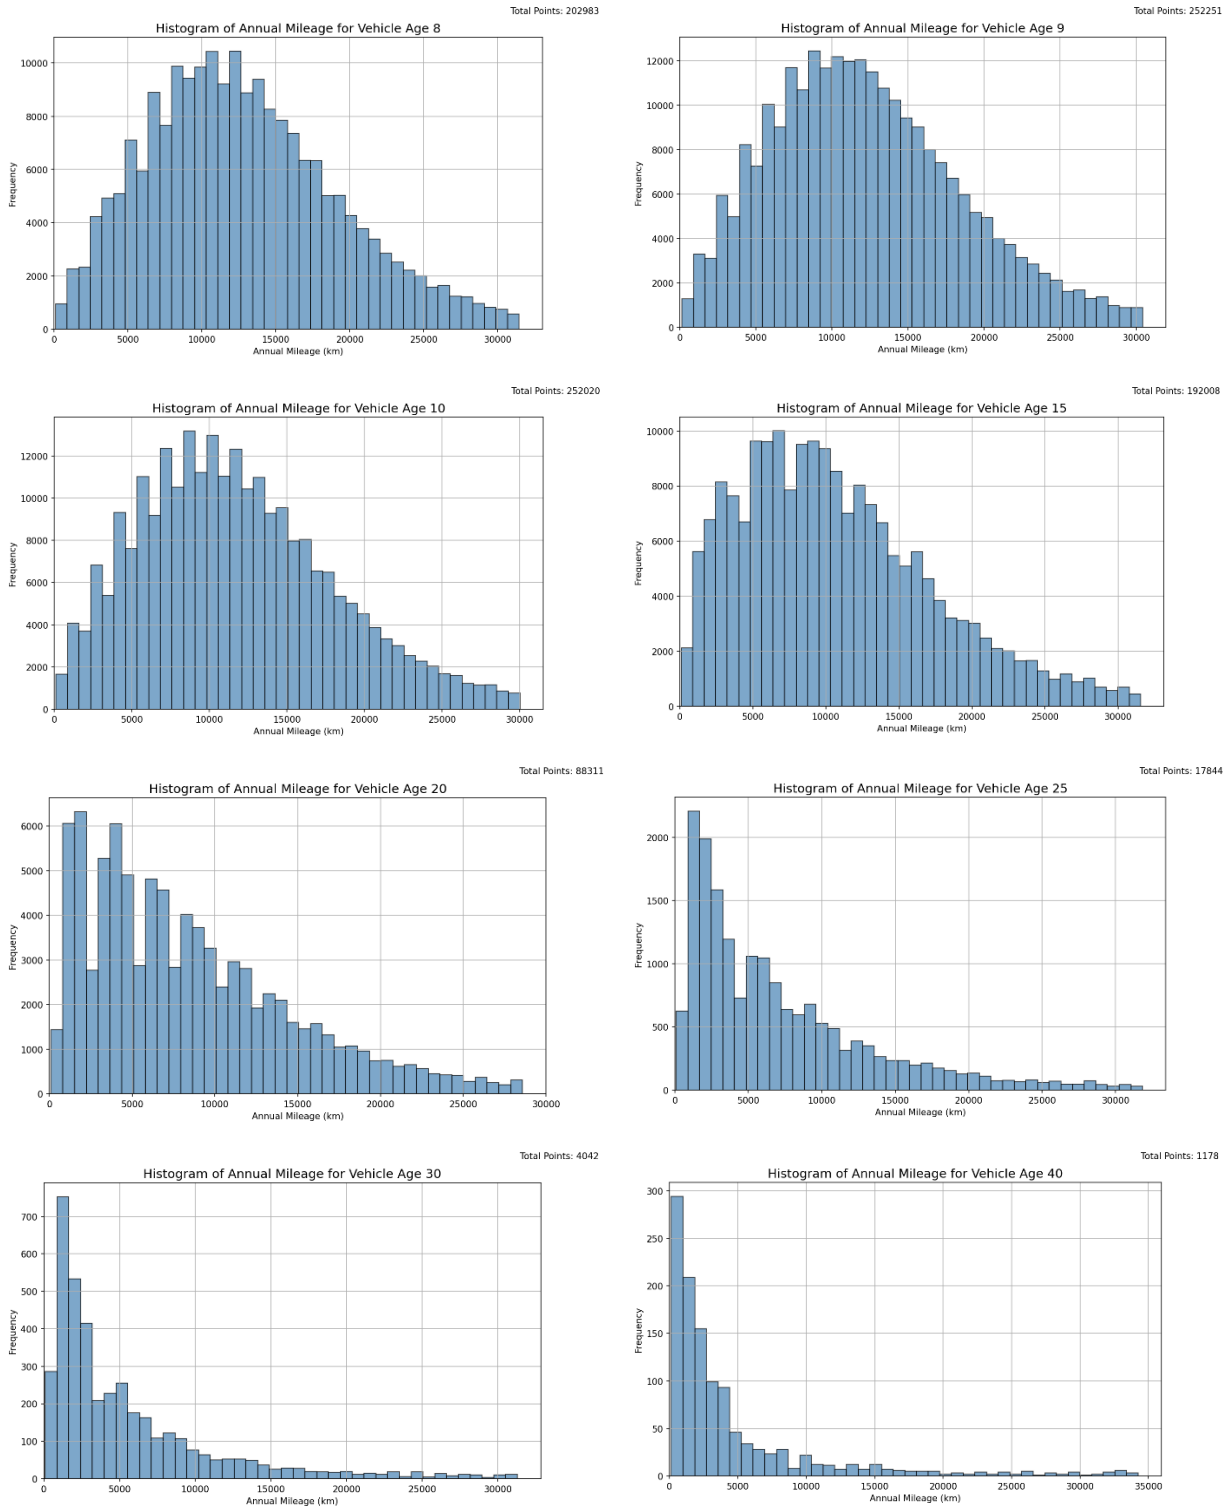 Total Points: 202983
Histogram of Annual Mileage for Vehicle Age 8
Frequency
10000
8000
6000
4000
2000
0
0 5000 10000 15000 20000 25000 30000
Annual Mileage (km)
Total Points: 252251
Histogram of Annual Mileage for Vehicle Age 9
Frequency
12000
10000
8000
6000
4000
2000
0
0 5000 10000 15000 20000 25000 30000
Annual Mileage (km)
Total Points: 252020
Histogram of Annual Mileage for Vehicle Age 10
Frequency
12000
10000
8000
6000
4000
2000
0
0 5000 10000 15000 20000 25000 30000
Annual Mileage (km)
Total Points: 192008
Histogram of Annual Mileage for Vehicle Age 15
Frequency
10000
8000
6000
4000
2000
0
0 5000 10000 15000 20000 25000 30000
Annual Mileage (km)
Total Points: 88311
Histogram of Annual Mileage for Vehicle Age 20
Frequency
6000
5000
4000
3000
2000
1000
0
0 5000 10000 15000 20000 25000 30000
Annual Mileage (km)
Total Points: 17844
Histogram of Annual Mileage for Vehicle Age 25
Frequency
2000
1500
1000
500
0
0 5000 10000 15000 20000 25000 30000
Annual Mileage (km)
Total Points: 4042
Histogram of Annual Mileage for Vehicle Age 30
Frequency
700
600
500
400
300
200
100
0
0 5000 10000 15000 20000 25000 30000
Annual Mileage (km)
Total Points: 1178
Histogram of Annual Mileage for Vehicle Age 40
Frequency
300
250
200
150
100
50
0
0 5000 10000 15000 20000 25000 30000 35000
Annual Mileage (km)